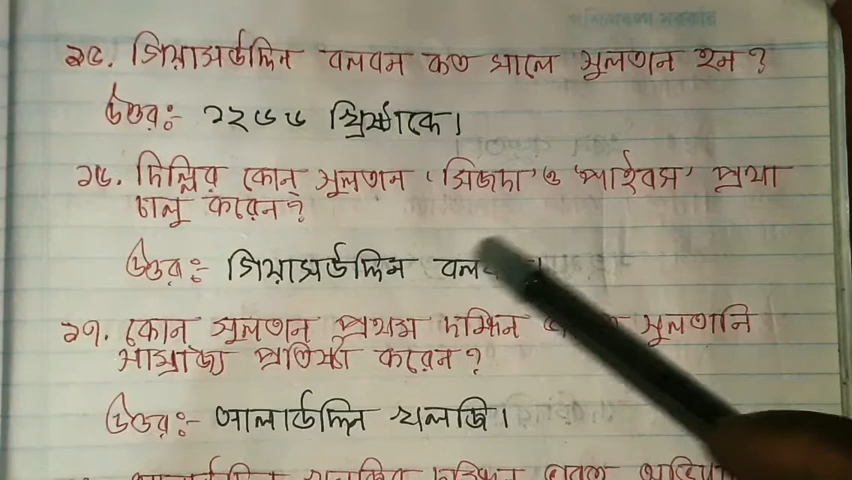 ২৫. গিয়াসউদ্দিন বলবন কত সালে সুলতান হন?
উত্তর:- ১২৬৬ খ্রিস্টাব্দে।
২৬. দিল্লির কোন্ সুলতান 'সিজদা' ও 'পাইবস' প্রথা
চালু করেন?
উত্তর:- গিয়াসউদ্দিন
২৭. কোন সুলতান প্রথম দক্ষিন সুলতানি
সাম্রাজ্য প্রতিষ্ঠা করেন?
উত্তর:- আলাউদ্দিন খলজি।